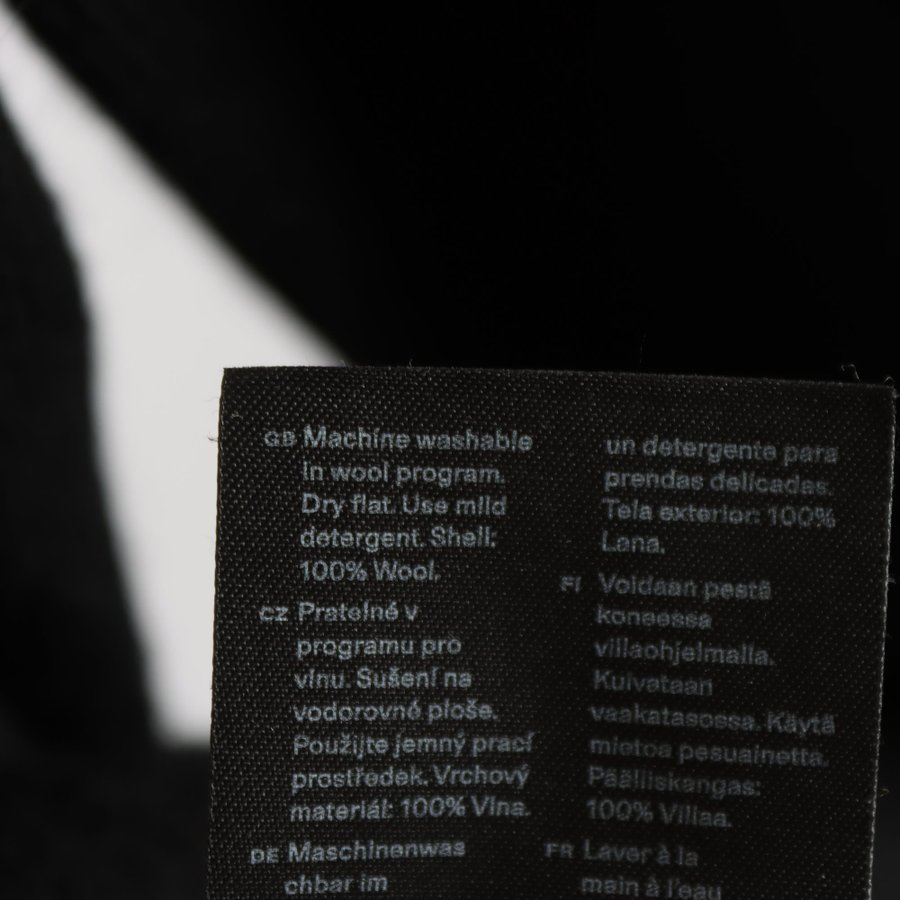 GB Machine washable
in wool program.
Dry flat. Use mild
detergent. Shell:
100% Wool.
CZ Pratelné v
programu pro
vlnu. Sušení na
vodorovné ploše.
Použijte jemný prací
prostředek. Vrchový
materiál: 100% Vlna.
DE Maschinenwas
chbar im
un detergente para
prendas delicadas.
Tela exterior: 100%
Lana.
FI Voidaan pestä
koneessa
villaohjelmalla.
Kuivataan
vaakatasossa. Käytä
mietoa pesuainetta.
Päälliskangas:
100% Villaa.
FR Laver à la
main à l'eau